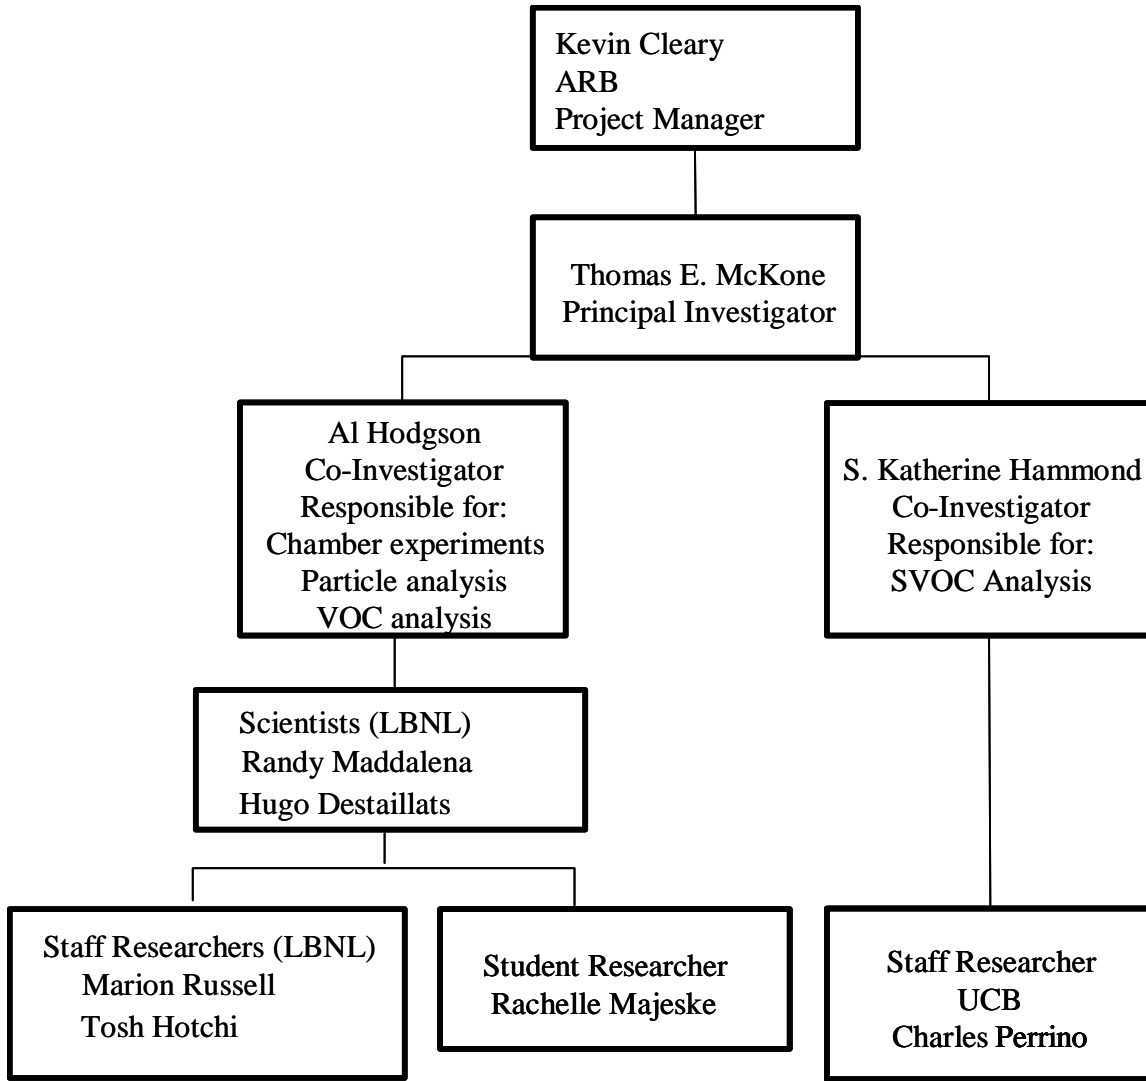 Kevin Cleary
ARB
Project Manager
Thomas E. McKone
Principal Investigator
Al Hodgson
Co-Investigator
Responsible for:
Chamber experiments
Particle analysis
VOC analysis
S. Katherine Hammond
Co-Investigator
Responsible for:
SVOC Analysis
Scientists (LBNL)
Randy Maddalena
Hugo Destaillats
Staff Researchers (LBNL)
Marion Russell
Tosh Hotchi
Student Researcher
Rachelle Majeske
Staff Researcher
UCB
Charles Perrino